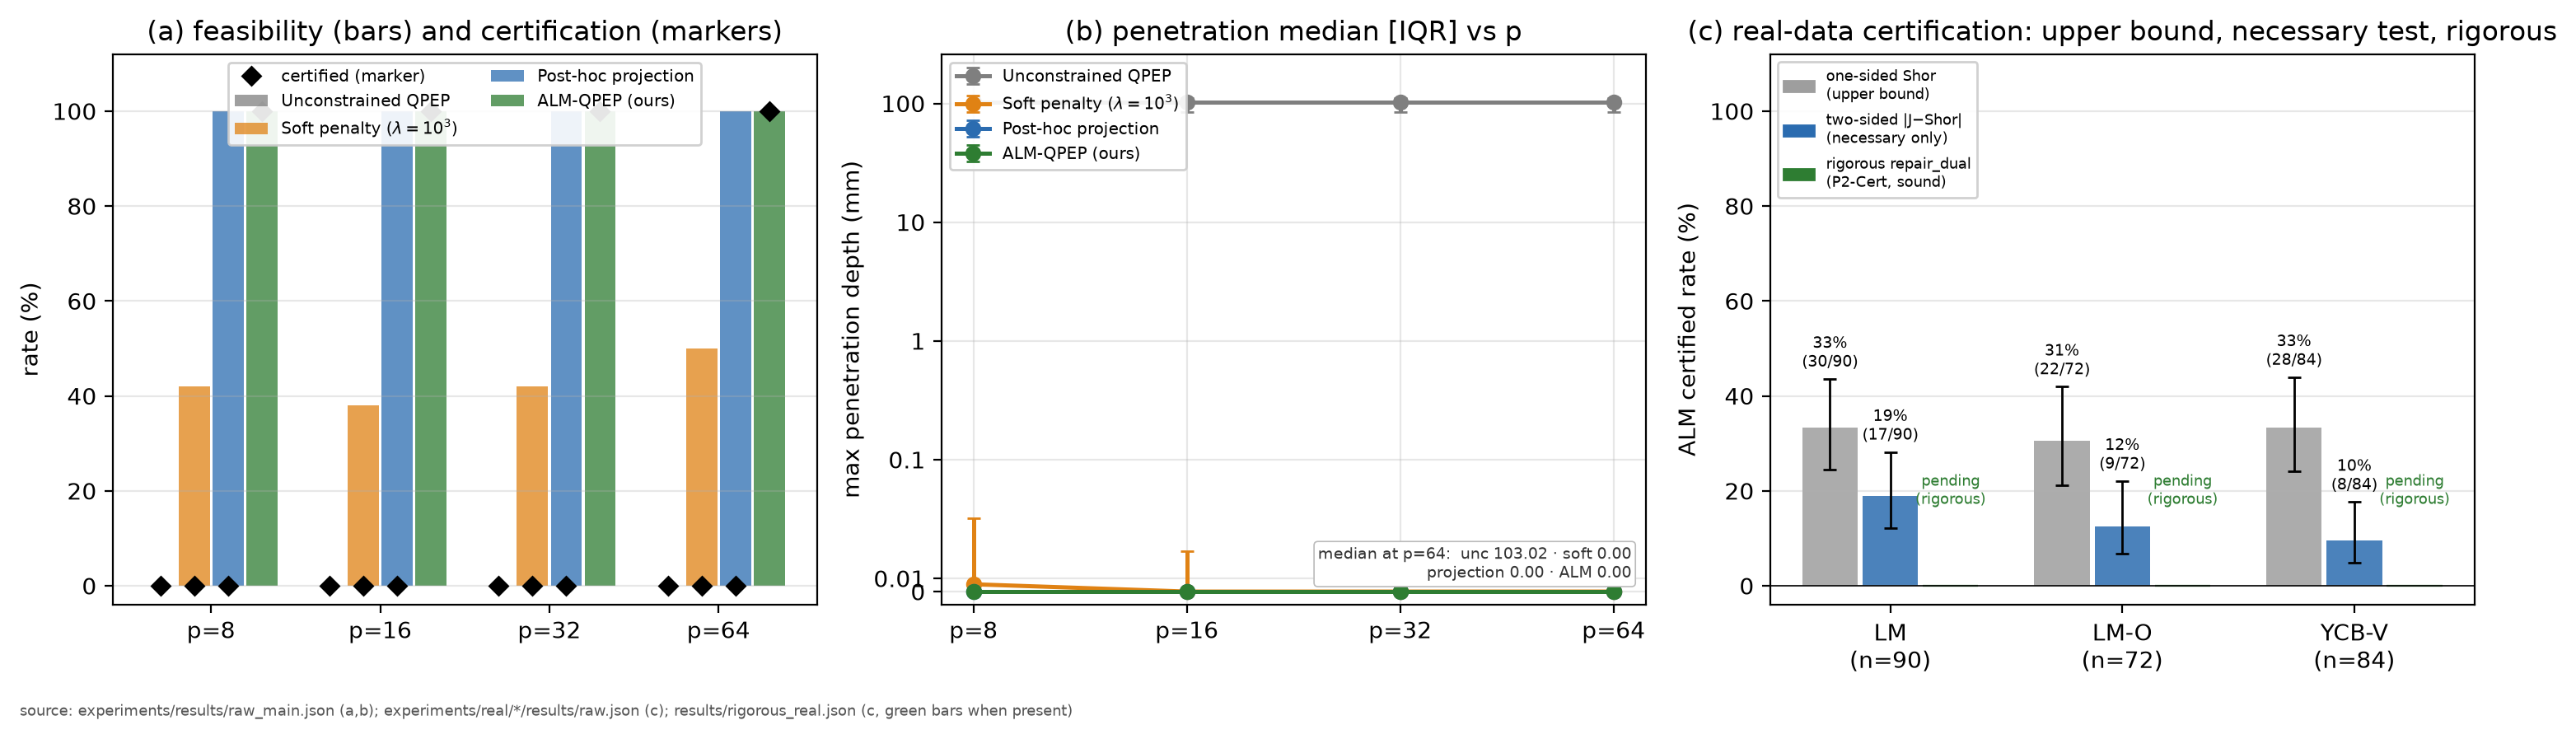 (a) feasibility (bars) and certification (markers)
certified (marker)
Unconstrained QPEP
Soft penalty (λ = 10³)
Post-hoc projection
ALM-QPEP (ours)
rate (%)
100
80
60
40
20
0
p=8
p=16
p=32
p=64
(b) penetration median [IQR] vs p
Unconstrained QPEP
Soft penalty (λ = 10³)
Post-hoc projection
ALM-QPEP (ours)
max penetration depth (mm)
100
10
1
0.1
0.01
0
median at p=64: unc 103.02 · soft 0.00
projection 0.00 · ALM 0.00
p=8
p=16
p=32
p=64
(c) real-data certification: upper bound, necessary test, rigorous
one-sided Shor
(upper bound)
two-sided |J−Shor|
(necessary only)
rigorous repair_dual
(P2-Cert, sound)
ALM certified rate (%)
100
80
60
40
20
0
33%
(30/90)
19%
(17/90)
pending
(rigorous)
31%
(22/72)
12%
(9/72)
pending
(rigorous)
33%
(28/84)
10%
(8/84)
pending
(rigorous)
LM
(n=90)
LM-O
(n=72)
YCB-V
(n=84)
source: experiments/results/raw_main.json (a,b); experiments/real/*/results/raw.json (c); results/rigorous_real.json (c, green bars when present)